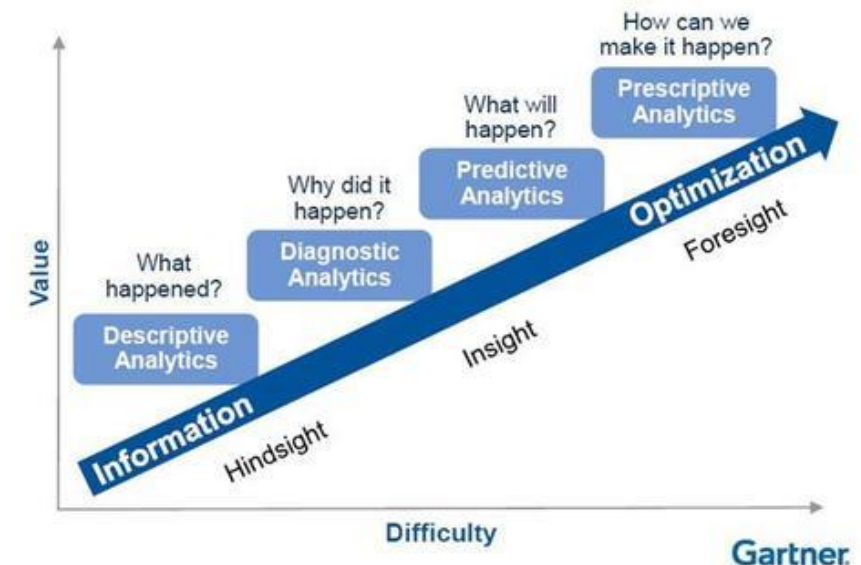 How can we
make it happen?
Prescriptive
Analytics
What will
happen?
Predictive
Analytics
Why did it
happen?
Diagnostic
Analytics
What
happened?
Descriptive
Analytics
Value
Information
Optimization
Hindsight
Insight
Foresight
Difficulty
Gartner